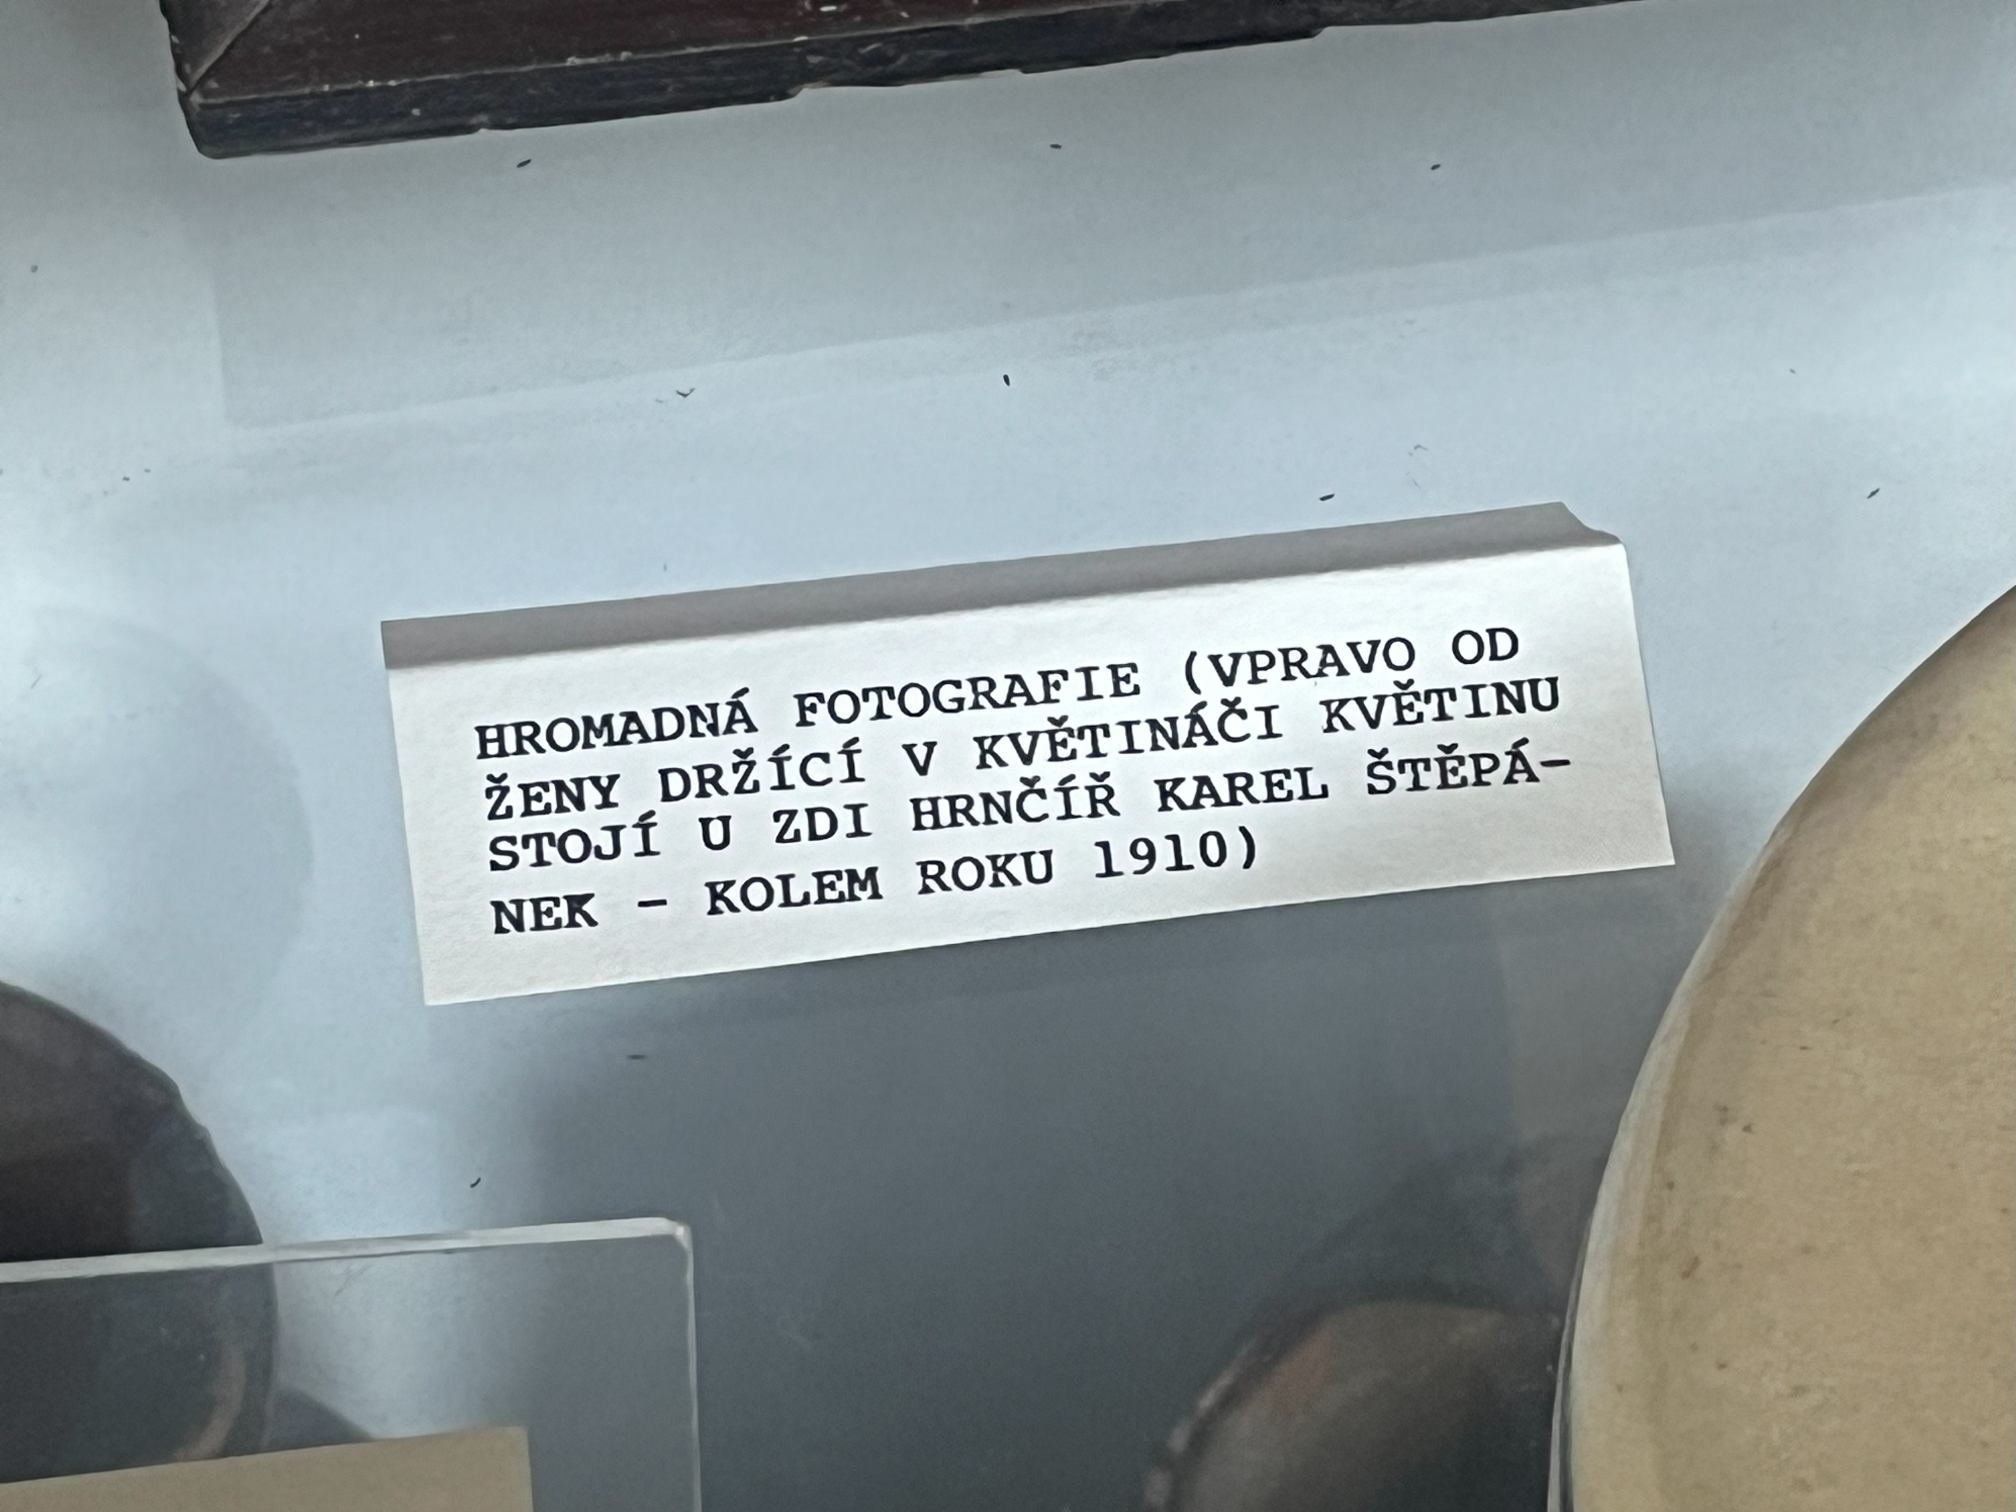 HROMADNÁ FOTOGRAFIE (VPRAVO OD
ŽENY DRŽÍCÍ V KVĚTINÁČI KVĚTINU
STOJÍ U ZDI HRNČÍŘ KAREL ŠTĚPÁ-
NEK - KOLEM ROKU 1910)